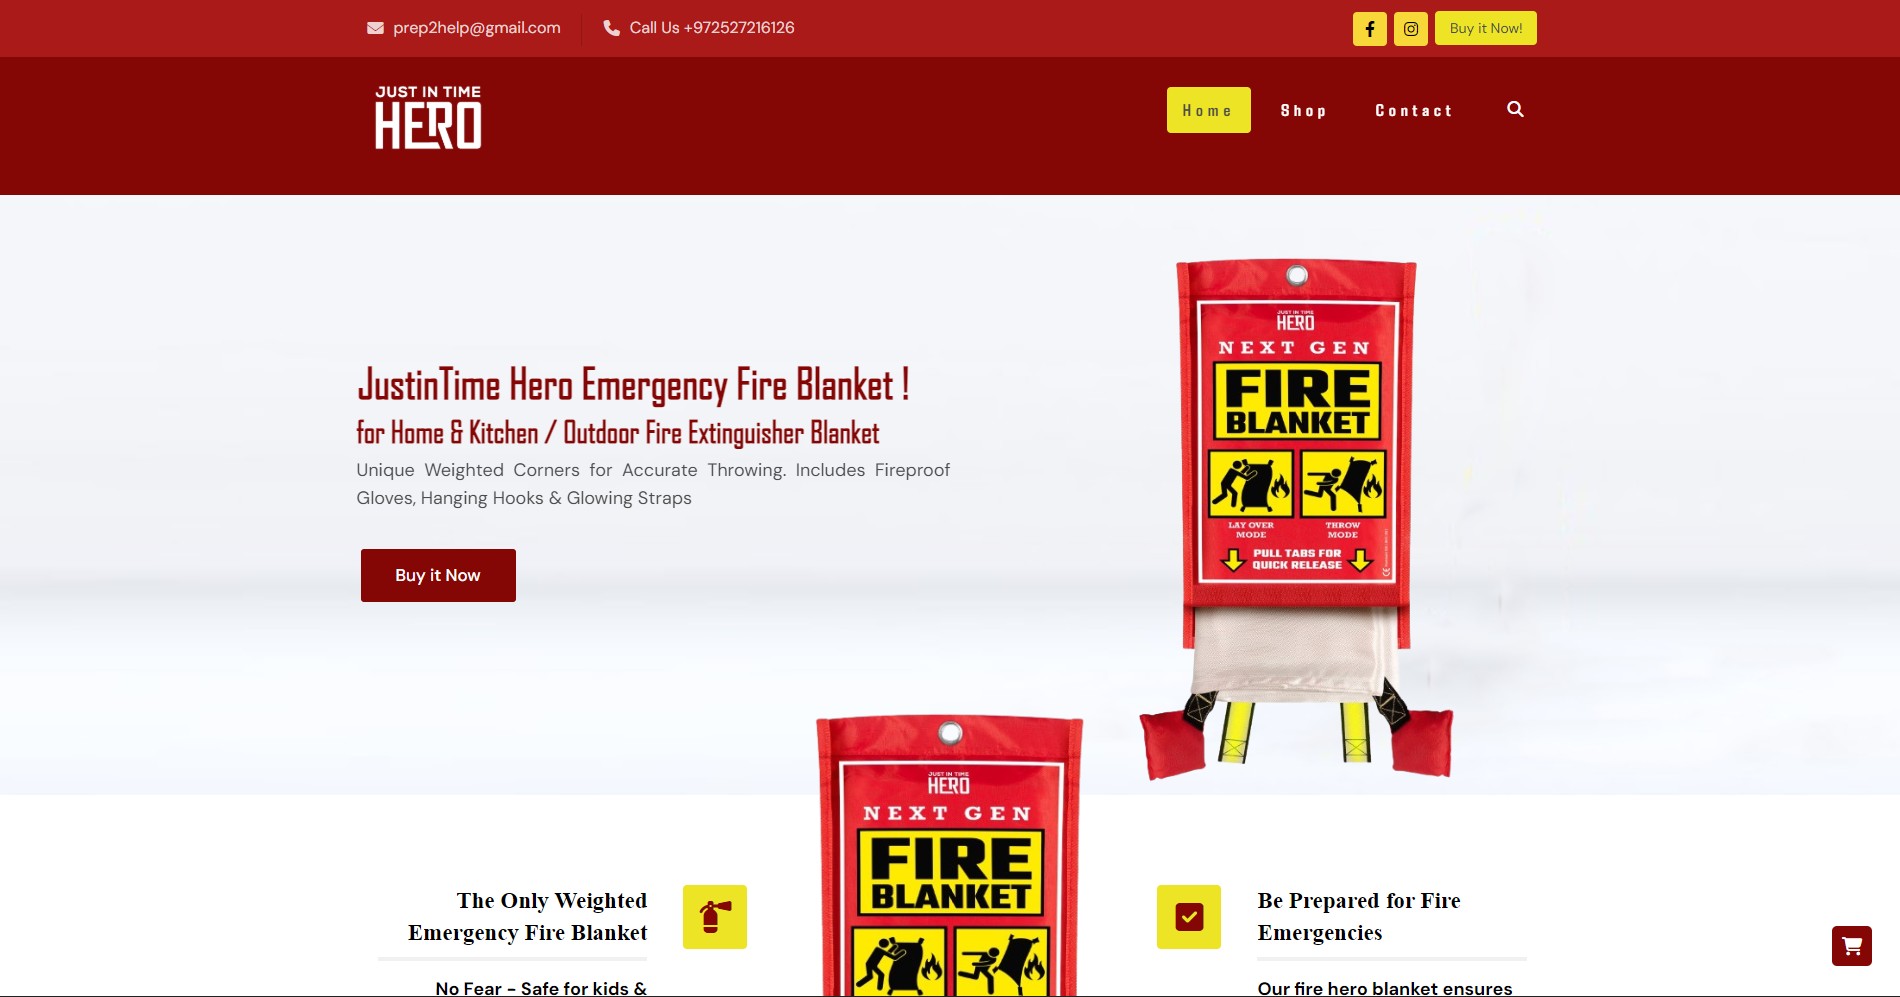 prep2help@gmail.com
Call Us +972527216126
Buy it Now!
JUST IN TIME
HERO
Home
Shop
Contact
JustinTime Hero Emergency Fire Blanket !
for Home & Kitchen / Outdoor Fire Extinguisher Blanket
Unique Weighted Corners for Accurate Throwing. Includes Fireproof
Gloves, Hanging Hooks & Glowing Straps
Buy it Now
JUST IN TIME
HERO
NEXT GEN
FIRE
BLANKET
LAY OVER
MODE
THROW
MODE
PULL TABS FOR
QUICK RELEASE
CE
JUST IN TIME
HERO
NEXT GEN
FIRE
BLANKET
The Only Weighted
Emergency Fire Blanket
No Fear - Safe for kids &
Be Prepared for Fire
Emergencies
Our fire hero blanket ensures